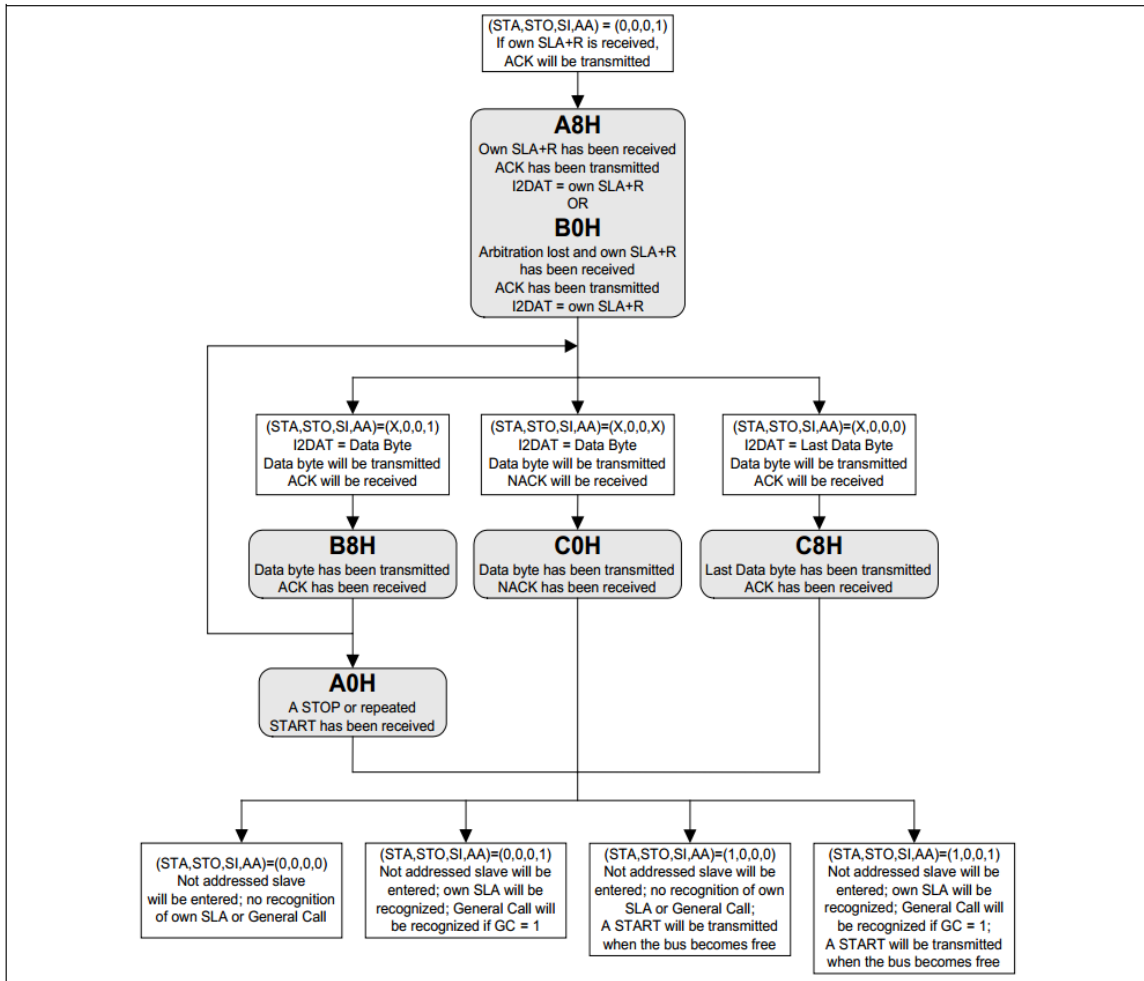 (STA,STO,SI,AA) = (0,0,0,1)
If own SLA+R is received,
ACK will be transmitted
A8H
Own SLA+R has been received
ACK has been transmitted
I2DAT = own SLA+R
OR
B0H
Arbitration lost and own SLA+R
has been received
ACK has been transmitted
I2DAT = own SLA+R
(STA,STO,SI,AA)=(X,0,0,1)
I2DAT = Data Byte
Data byte will be transmitted
ACK will be received
(STA,STO,SI,AA)=(X,0,0,X)
I2DAT = Data Byte
Data byte will be transmitted
NACK will be received
(STA,STO,SI,AA)=(X,0,0,0)
I2DAT = Last Data Byte
Data byte will be transmitted
ACK will be received
B8H
Data byte has been transmitted
ACK has been received
C0H
Data byte has been transmitted
NACK has been received
C8H
Last Data byte has been transmitted
ACK has been received
A0H
A STOP or repeated
START has been received
(STA,STO,SI,AA)=(0,0,0,0)
Not addressed slave
will be entered; no recognition
of own SLA or General Call
(STA,STO,SI,AA)=(0,0,0,1)
Not addressed slave will be
entered; own SLA will be
recognized; General Call will
be recognized if GC = 1
(STA,STO,SI,AA)=(1,0,0,0)
Not addressed slave will be
entered; no recognition of own
SLA or General Call;
A START will be transmitted
when the bus becomes free
(STA,STO,SI,AA)=(1,0,0,1)
Not addressed slave will be
entered; own SLA will be
recognized; General Call will
be recognized if GC = 1;
A START will be transmitted
when the bus becomes free